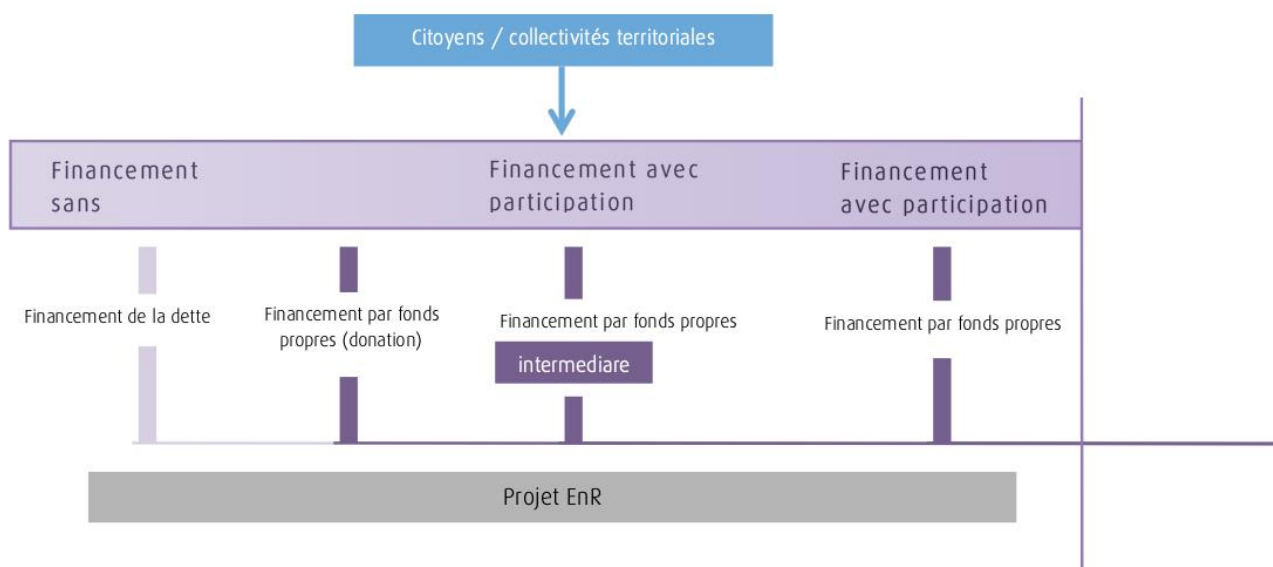 Citoyens / collectivités territoriales
Financement
sans
Financement avec
participation
Financement
avec participation
Financement de la dette
Financement par fonds
propres (donation)
Financement par fonds propres
intermediare
Financement par fonds propres
Projet EnR